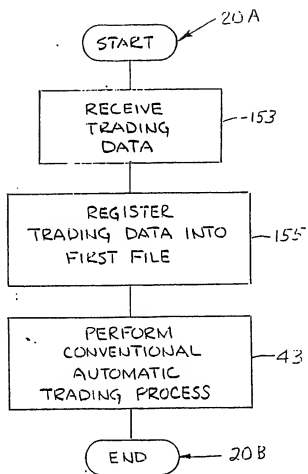 START
20A
RECEIVE
TRADING
DATA
153
REGISTER
TRADING DATA INTO
FIRST FILE
155
PERFORM
CONVENTIONAL
AUTOMATIC
TRADING PROCESS
43
END
20B